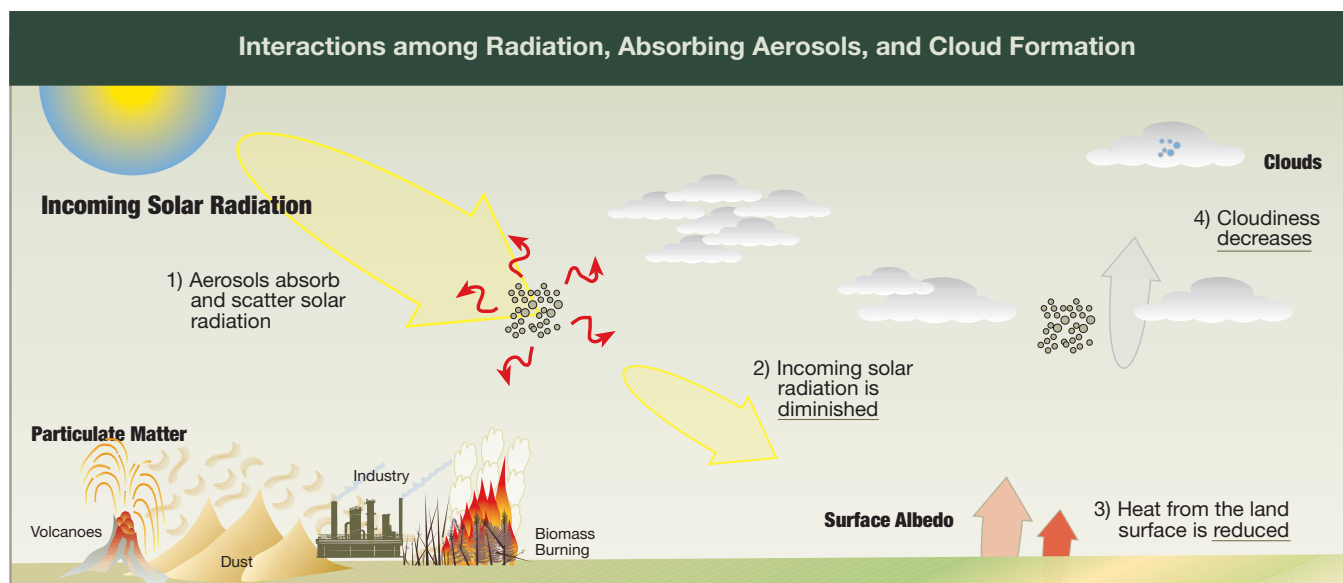 Interactions among Radiation, Absorbing Aerosols, and Cloud Formation
Incoming Solar Radiation
1) Aerosols absorb
and scatter solar
radiation
Clouds
4) Cloudiness
decreases
2) Incoming solar
radiation is
diminished
Particulate Matter
Volcanoes
Dust
Industry
Biomass
Burning
Surface Albedo
3) Heat from the land
surface is reduced